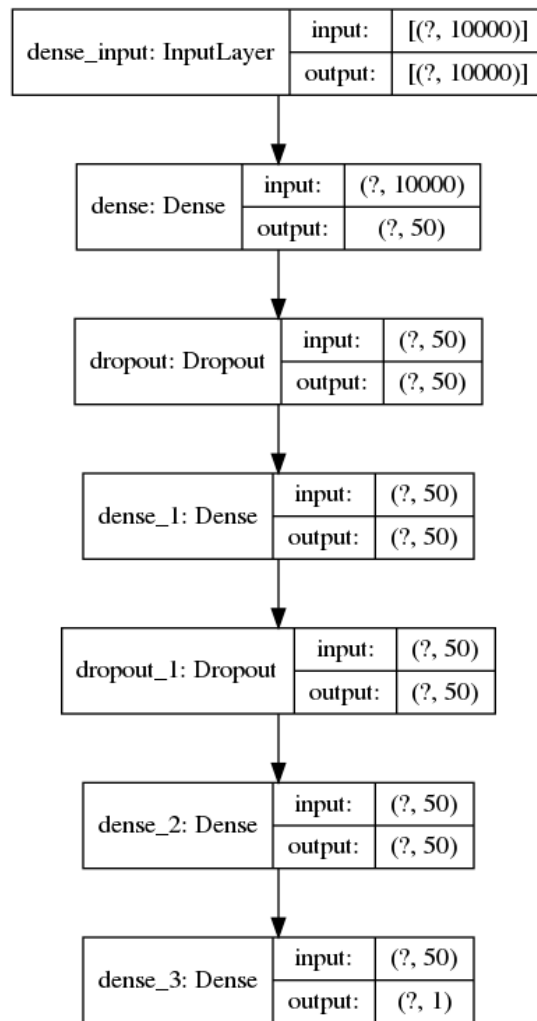 dense_input: InputLayer
input: [(?, 10000)]
output: [(?, 10000)]
dense: Dense
input: (?, 10000)
output: (?, 50)
dropout: Dropout
input: (?, 50)
output: (?, 50)
dense_1: Dense
input: (?, 50)
output: (?, 50)
dropout_1: Dropout
input: (?, 50)
output: (?, 50)
dense_2: Dense
input: (?, 50)
output: (?, 50)
dense_3: Dense
input: (?, 50)
output: (?, 1)